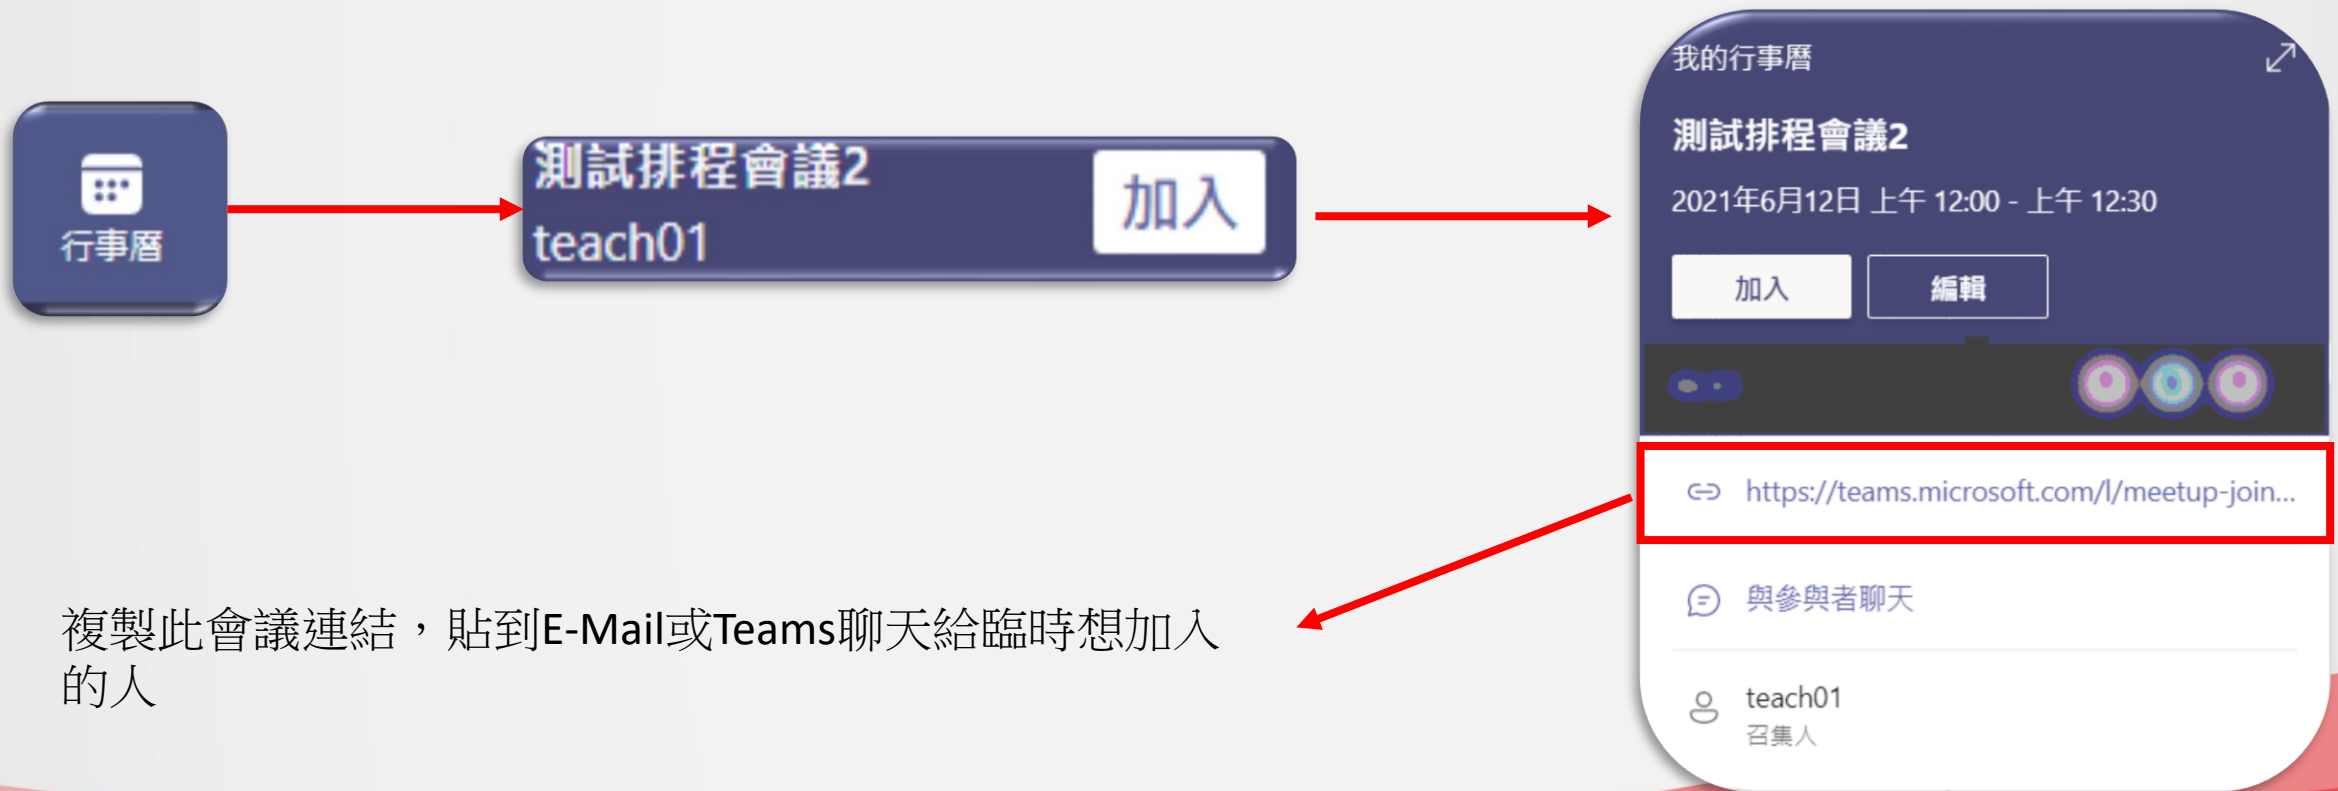 行事曆
測試排程會議2
加入
teach01
我的行事曆
測試排程會議2
2021年6月12日 上午 12:00 - 上午 12:30
加入 編輯
https://teams.microsoft.com/l/meetup-join...
與參與者聊天
teach01
召集人
複製此會議連結，貼到E-Mail或Teams聊天給臨時想加入
的人